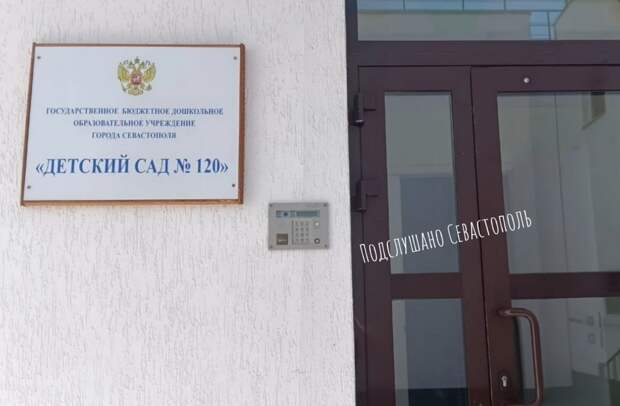 ГОСУДАРСТВЕННОЕ БЮДЖЕТНОЕ ДОШКОЛЬНОЕ
ОБРАЗОВАТЕЛЬНОЕ УЧРЕЖДЕНИЕ
ГОРОДА СЕВАСТОПОЛЯ
«ДЕТСКИЙ САД № 120»
Подслушано Севастополь